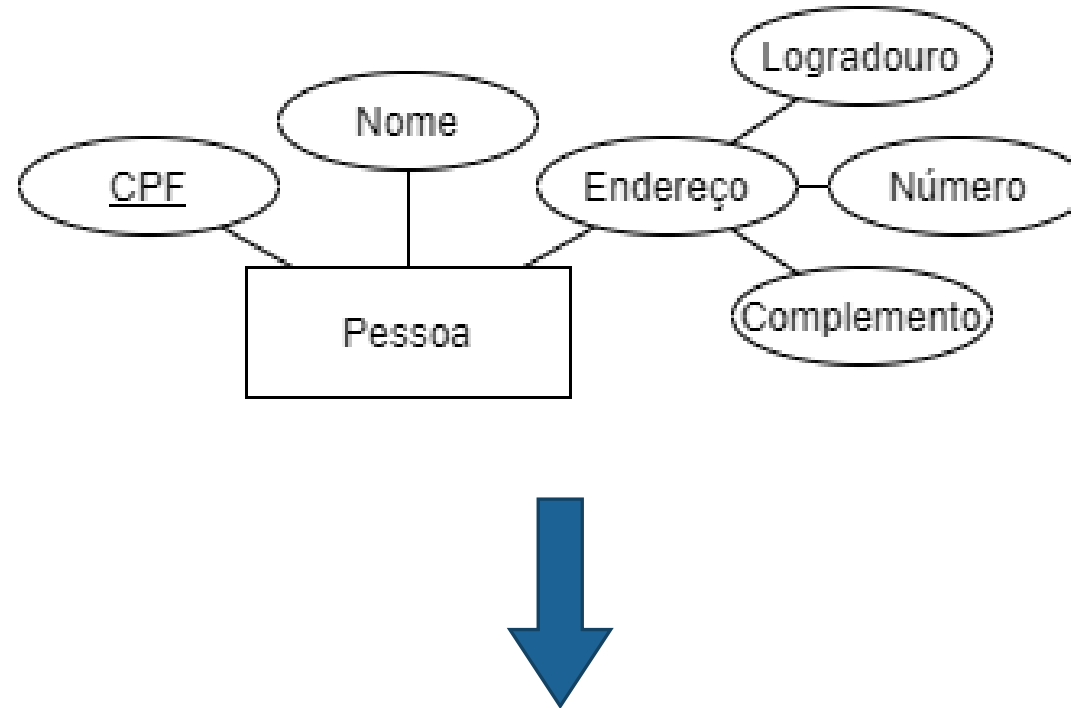 Logradouro
Nome
CPF
Endereço
Número
Complemento
Pessoa